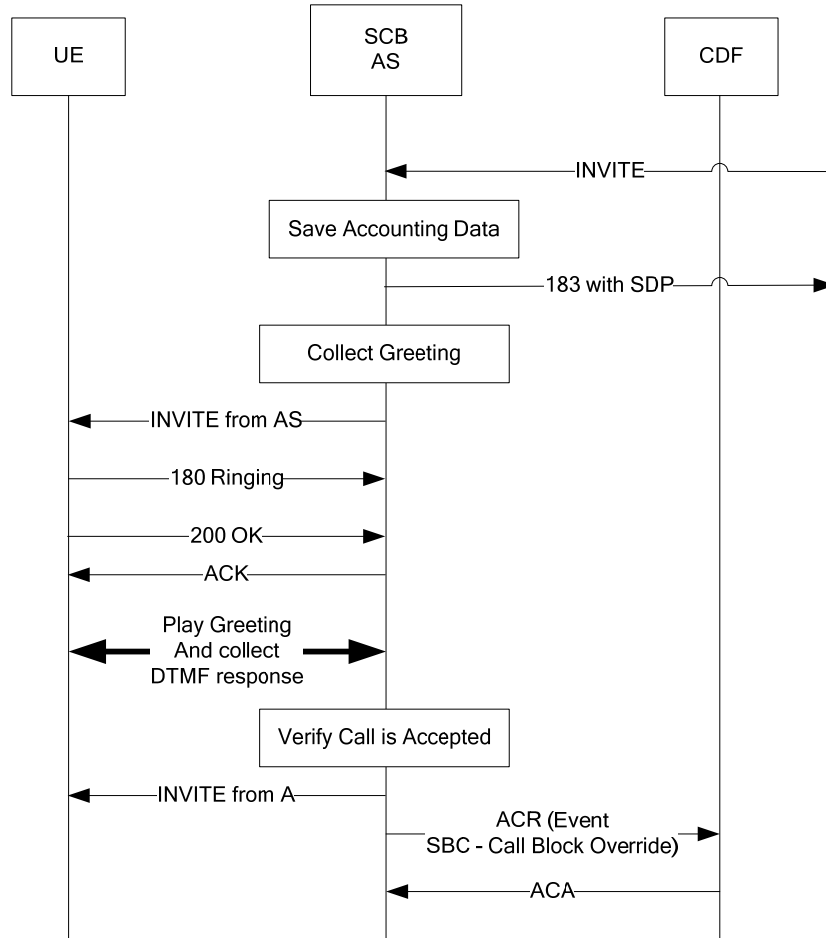 UE
SCB
AS
CDF
INVITE
Save Accounting Data
183 with SDP
Collect Greeting
INVITE from AS
180 Ringing
200 OK
ACK
Play Greeting
And collect
DTMF response
Verify Call is Accepted
INVITE from A
ACR (Event
SBC - Call Block Override)
ACA